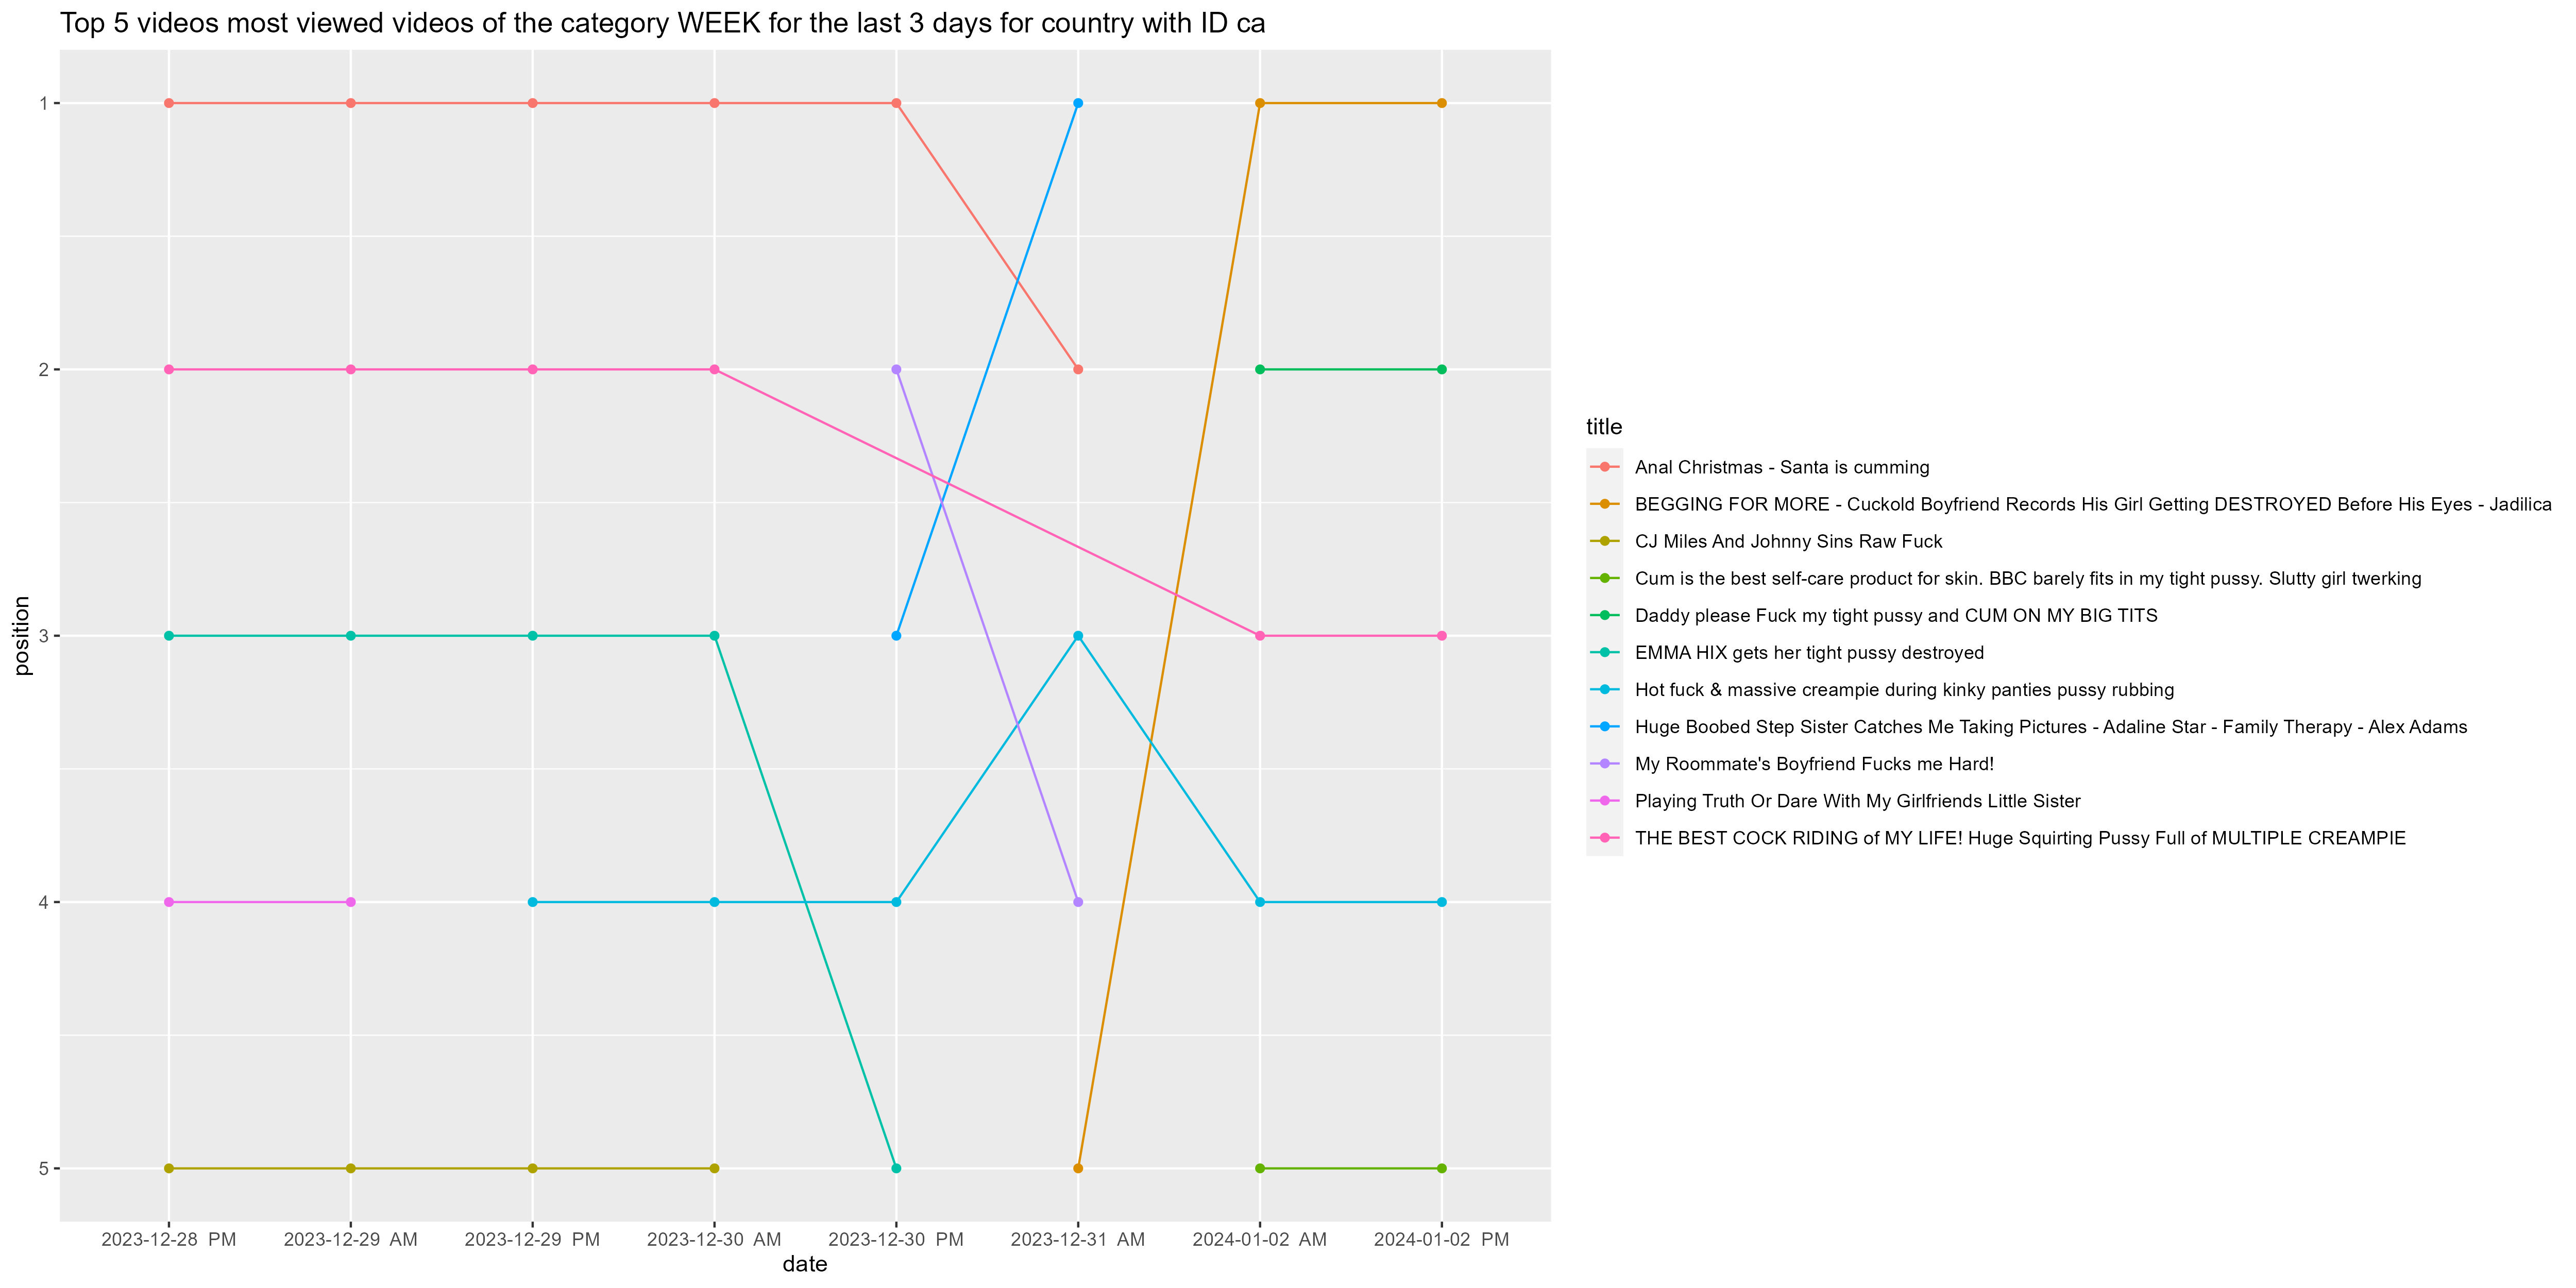 Top 5 videos most viewed videos of the category WEEK for the last 3 days for country with ID ca
1
2
3
4
5
position
2023-12-28 PM
2023-12-29 AM
2023-12-29 PM
2023-12-30 AM
2023-12-30 PM
2023-12-31 AM
2024-01-02 AM
2024-01-02 PM
date
title
Anal Christmas - Santa is cumming
BEGGING FOR MORE - Cuckold Boyfriend Records His Girl Getting DESTROYED Before His Eyes - Jadilica
CJ Miles And Johnny Sins Raw Fuck
Cum is the best self-care product for skin. BBC barely fits in my tight pussy. Slutty girl twerking
Daddy please Fuck my tight pussy and CUM ON MY BIG TITS
EMMA HIX gets her tight pussy destroyed
Hot fuck & massive creampie during kinky panties pussy rubbing
Huge Boobed Step Sister Catches Me Taking Pictures - Adaline Star - Family Therapy - Alex Adams
My Roommate's Boyfriend Fucks me Hard!
Playing Truth Or Dare With My Girlfriends Little Sister
THE BEST COCK RIDING of MY LIFE! Huge Squirting Pussy Full of MULTIPLE CREAMPIE